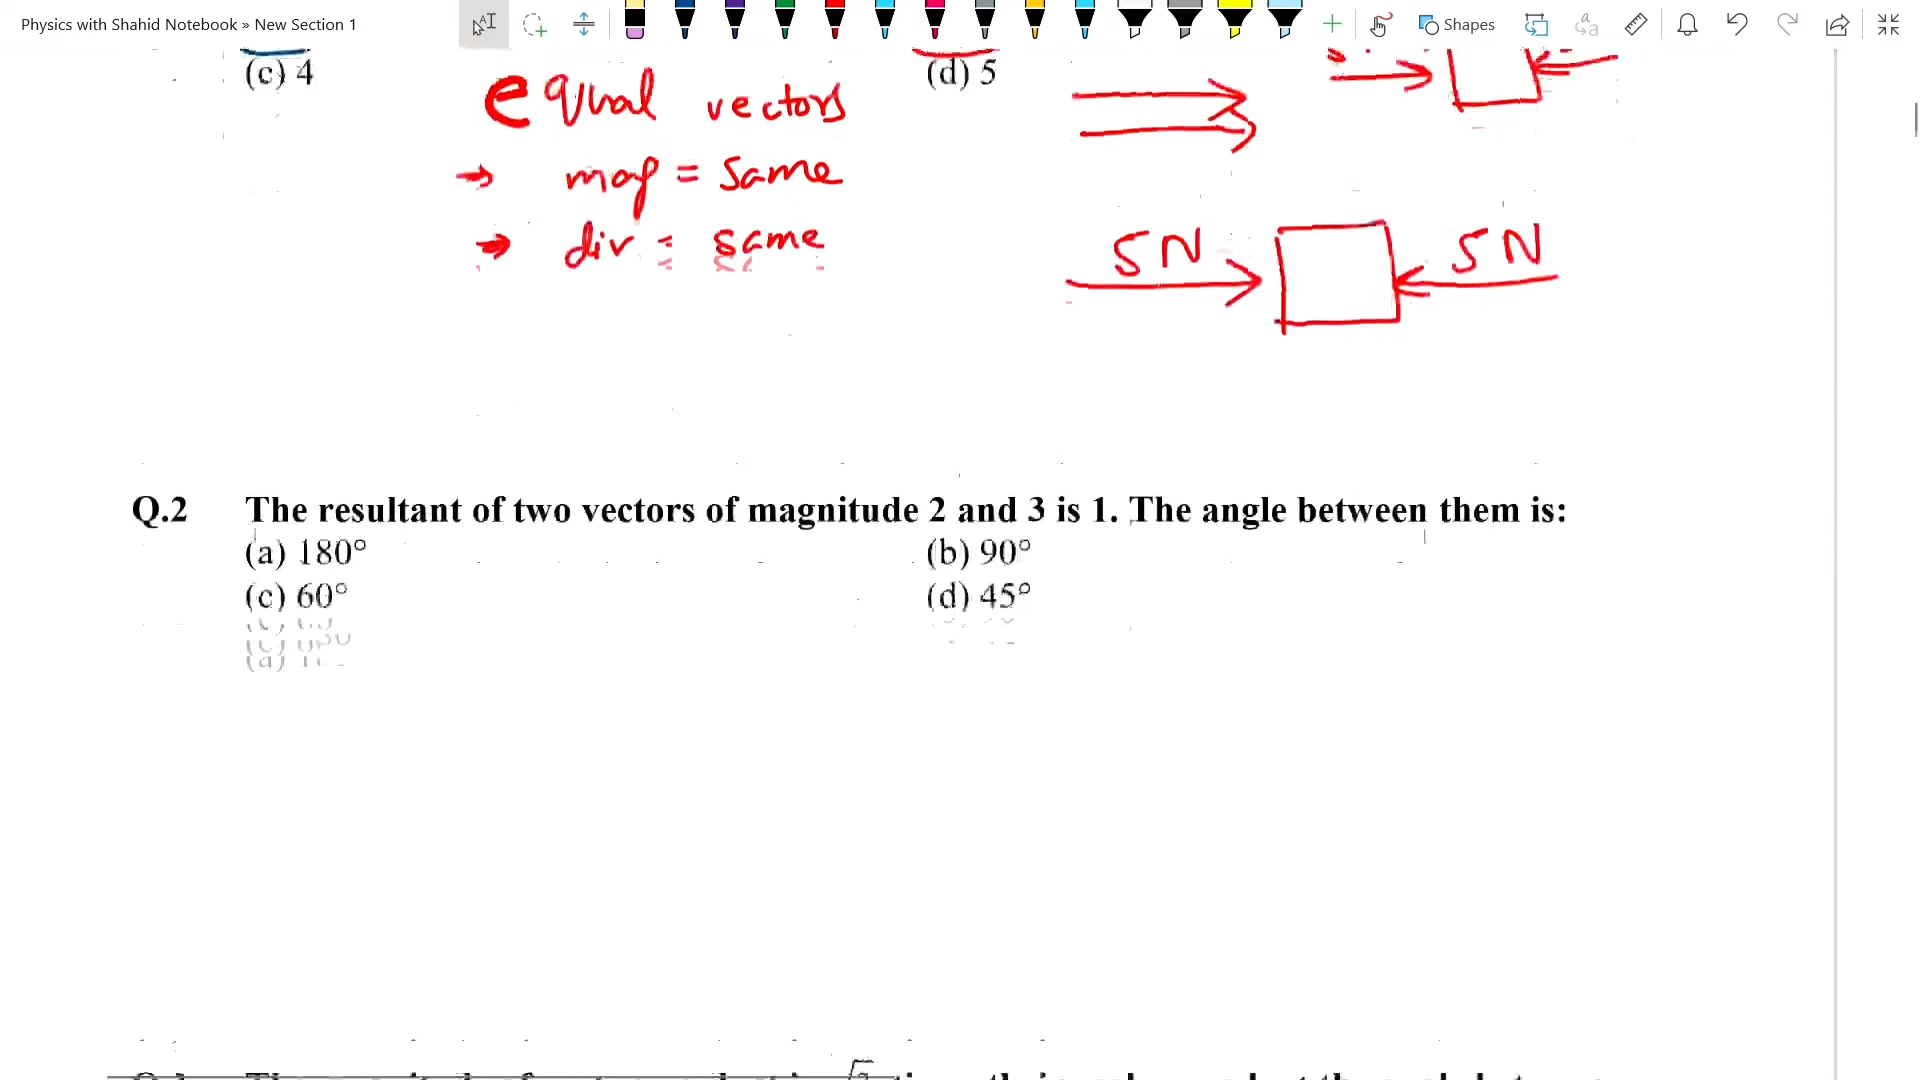 Physics with Shahid Notebook » New Section 1
Shapes
(c) 4
(d) 5
equal vectors
→ mag = same
→ dir = same
5N
5N
Q.2 The resultant of two vectors of magnitude 2 and 3 is 1. The angle between them is:
(a) 180° (b) 90°
(c) 60° (d) 45°